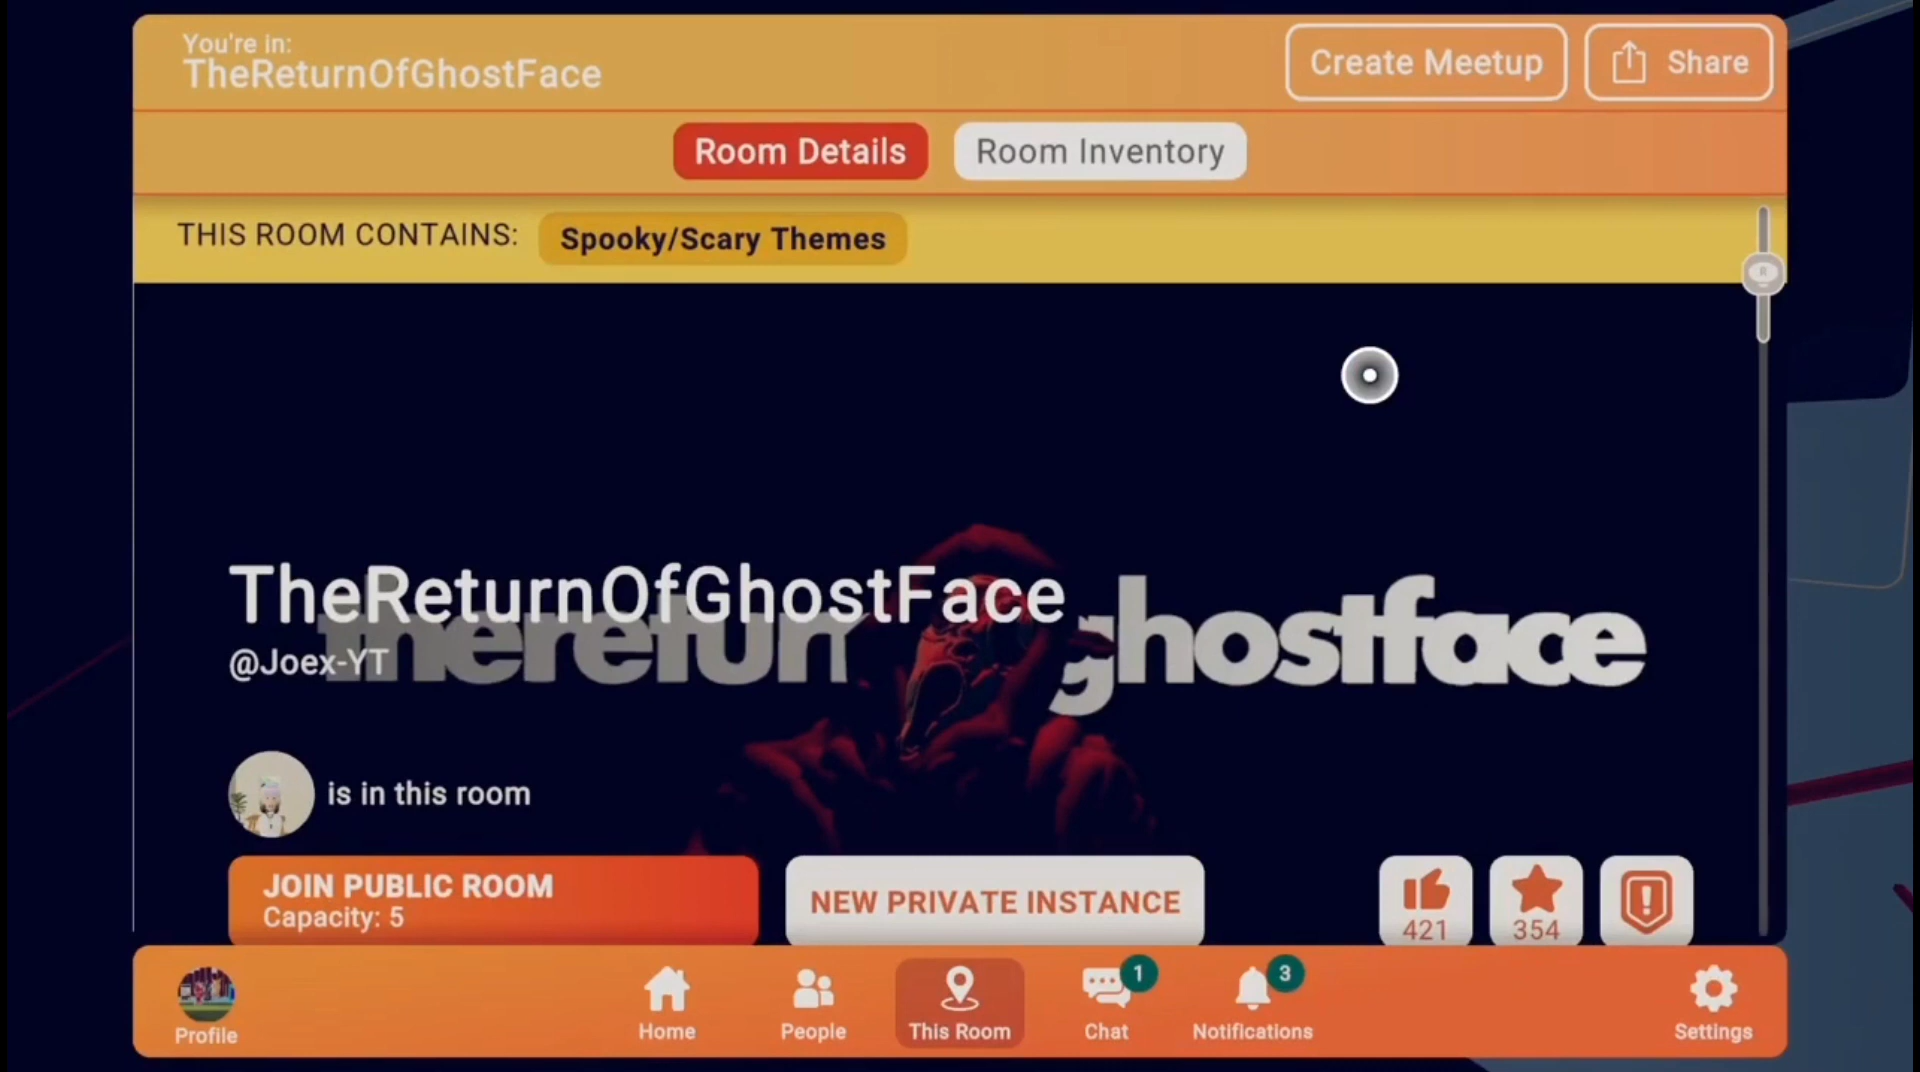 You're in:
TheReturnOfGhostFace
Create Meetup
Share
Room Details
Room Inventory
THIS ROOM CONTAINS:
Spooky/Scary Themes
TheReturnOfGhostFace
ghostface
@Joex-YT
is in this room
JOIN PUBLIC ROOM
Capacity: 5
NEW PRIVATE INSTANCE
421
354
Profile
Home
People
This Room
1
Chat
3
Notifications
Settings